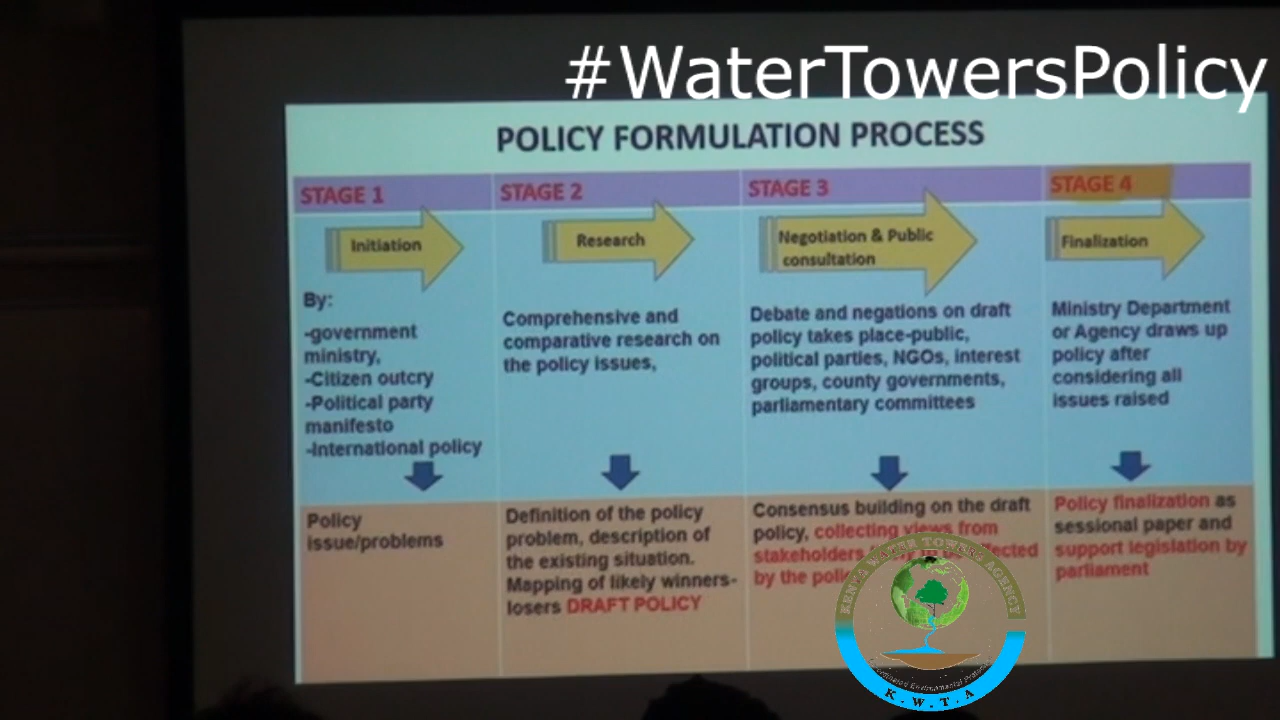 #WaterTowersPolicy
POLICY FORMULATION PROCESS
STAGE 1
STAGE 2
STAGE 3
STAGE 4
Initiation
Research
Negotiation & Public
consultation
Finalization
By:
-government
ministry,
-Citizen outcry
-Political party
manifesto
-International policy
Comprehensive and
comparative research on
the policy issues,
Debate and negations on draft
policy takes place-public,
political parties, NGOs, interest
groups, county governments,
parliamentary committees
Ministry Department
or Agency draws up
policy after
considering all
issues raised
Policy
issue/problems
Definition of the policy
problem, description of
the existing situation.
Mapping of likely winners-
losers DRAFT POLICY
Consensus building on the draft
policy, collecting views from
stakeholders
by the
Policy finalization as
sessional paper and
support legislation by
parliament
KENYA WATER TOWERS AGENCY
K.W.T.A